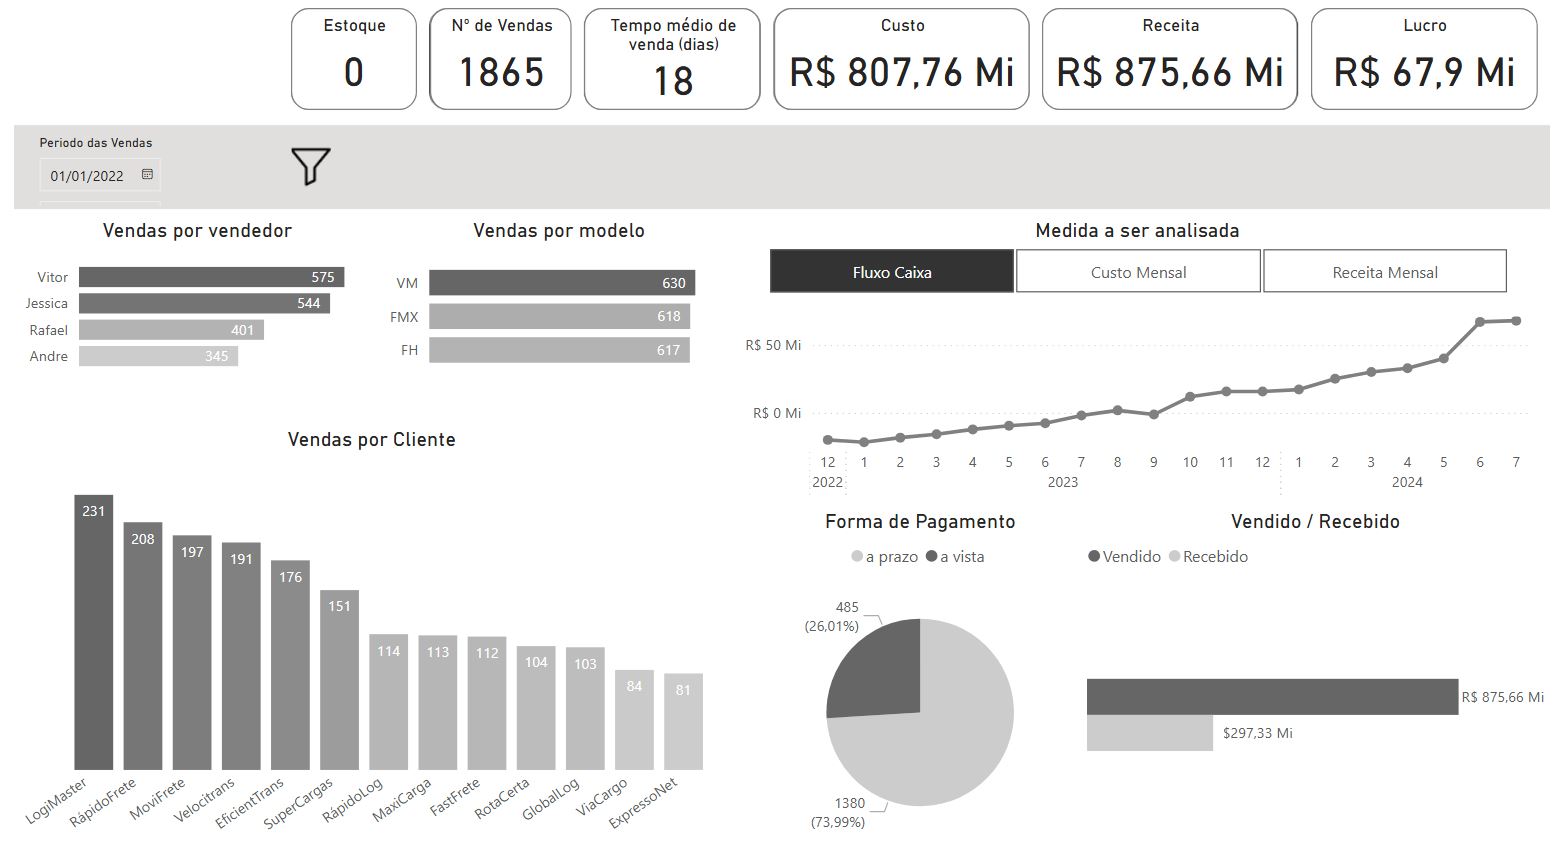 Estoque
0
Nº de Vendas
1865
Tempo médio de
venda (dias)
18
Custo
R$ 807,76 Mi
Receita
R$ 875,66 Mi
Lucro
R$ 67,9 Mi
Periodo das Vendas
01/01/2022
Vendas por vendedor
Vitor 575
Jessica 544
Rafael 401
Andre 345
Vendas por modelo
VM 630
FMX 618
FH 617
Medida a ser analisada
Fluxo Caixa Custo Mensal Receita Mensal
R$ 50 Mi
R$ 0 Mi
12 1 2 3 4 5 6 7 8 9 10 11 12 1 2 3 4 5 6 7
2022 2023 2024
Vendas por Cliente
231 208 197 191 176 151 114 113 112 104 103 84 81
LogiMaster RápidoFrete MoviFrete Velocitrans EficientTrans SuperCargas RápidoLog MaxiCarga FastFrete RotaCerta GlobalLog ViaCargo ExpressoNet
Forma de Pagamento
a prazo a vista
485
(26,01%)
1380
(73,99%)
Vendido / Recebido
Vendido Recebido
R$ 875,66 Mi
$297,33 Mi